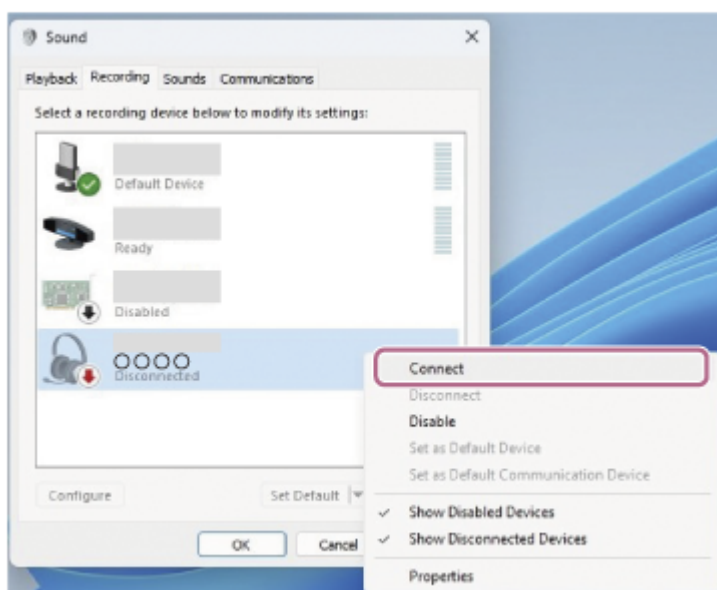 Sound
Playback Recording Sounds Communications
Select a recording device below to modify its settings:
Default Device
Ready
Disabled
○○○○
Disconnected
Configure
Set Default
OK
Cancel
Connect
Disconnect
Disable
Set as Default Device
Set as Default Communication Device
Show Disabled Devices
Show Disconnected Devices
Properties